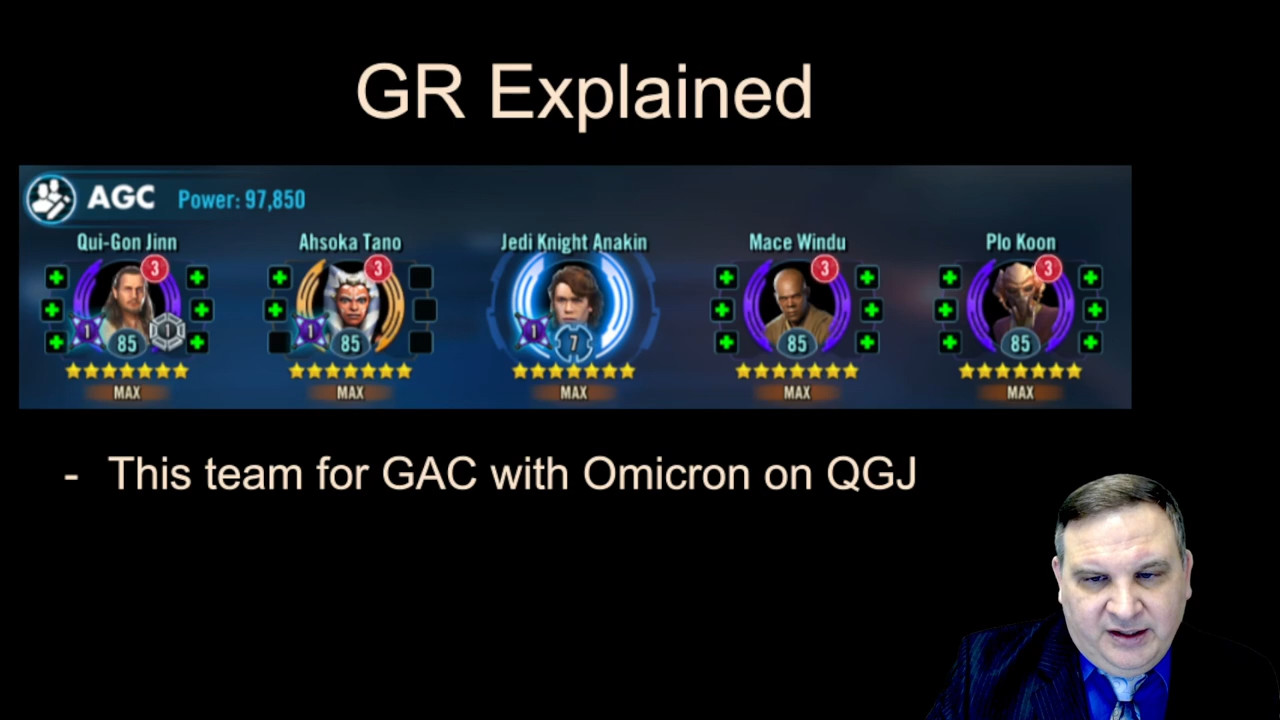 GR Explained
AGC Power: 97,850
Qui-Gon Jinn Ahsoka Tano Jedi Knight Anakin Mace Windu Plo Koon
3 3 3 3
1 1 85 1 85 1 7 85 85
MAX MAX MAX MAX MAX
- This team for GAC with Omicron on QGJ